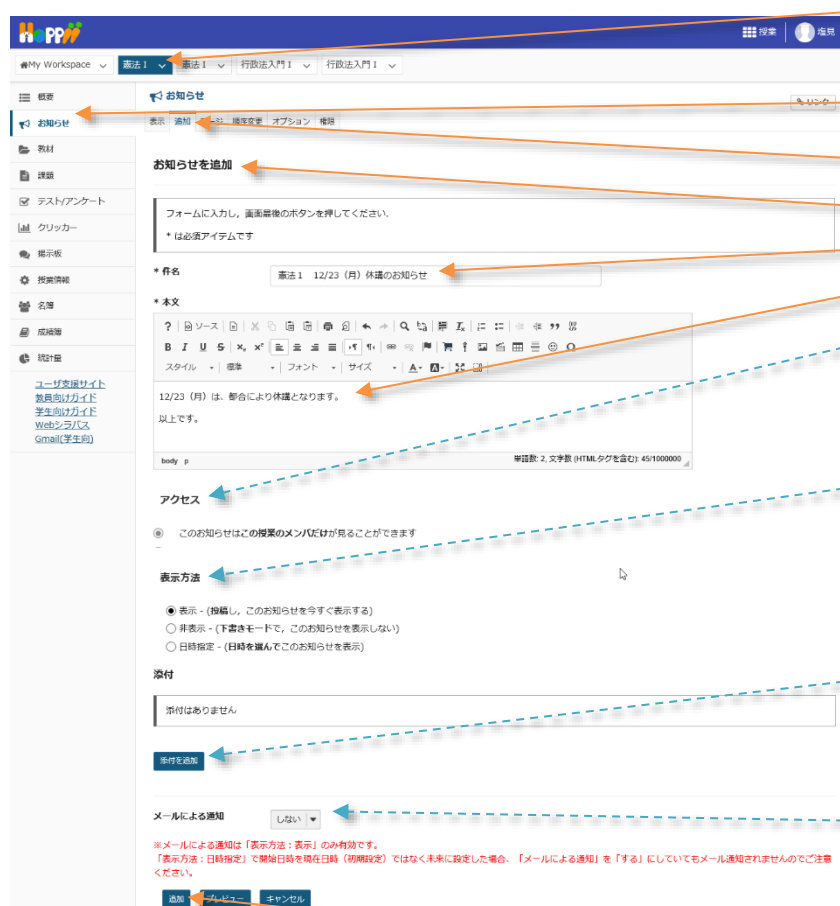 Hoppii
授業
塩見
My Workspace
憲法1
憲法1
行政法入門1
行政法入門1
概要
お知らせ
教材
課題
テスト/アンケート
クリッカー
掲示板
授業情報
名簿
成績簿
統計量
ユーザ支援サイト
教員向けガイド
学生向けガイド
Webシラバス
Gmail(学生向)
お知らせ
リンク
表示 追加 順序変更 オプション 権限
お知らせを追加
フォームに入力し，画面最後のボタンを押してください.
* は必須アイテムです
* 件名
憲法１　12/23（月）休講のお知らせ
* 本文
? ソース
B I U S x₂ x²
スタイル 標準 フォント サイズ A A
12/23（月）は、都合により休講となります。
以上です。
body p
単語数: 2, 文字数 (HTMLタグを含む): 45/1000000
アクセス
このお知らせはこの授業のメンバだけが見ることができます
表示方法
表示 - (投稿し，このお知らせを今すぐ表示する)
非表示 - (下書きモードで，このお知らせを表示しない)
日時指定 - (日時を選んでこのお知らせを表示)
添付
添付はありません
添付を追加
メールによる通知
しない
※メールによる通知は「表示方法：表示」のみ有効です。
「表示方法：日時指定」で開始日時を現在日時（初期設定）ではなく未来に設定した場合、「メールによる通知」を「する」にしていてもメール通知されませんのでご注意
ください。
追加 プレビュー キャンセル